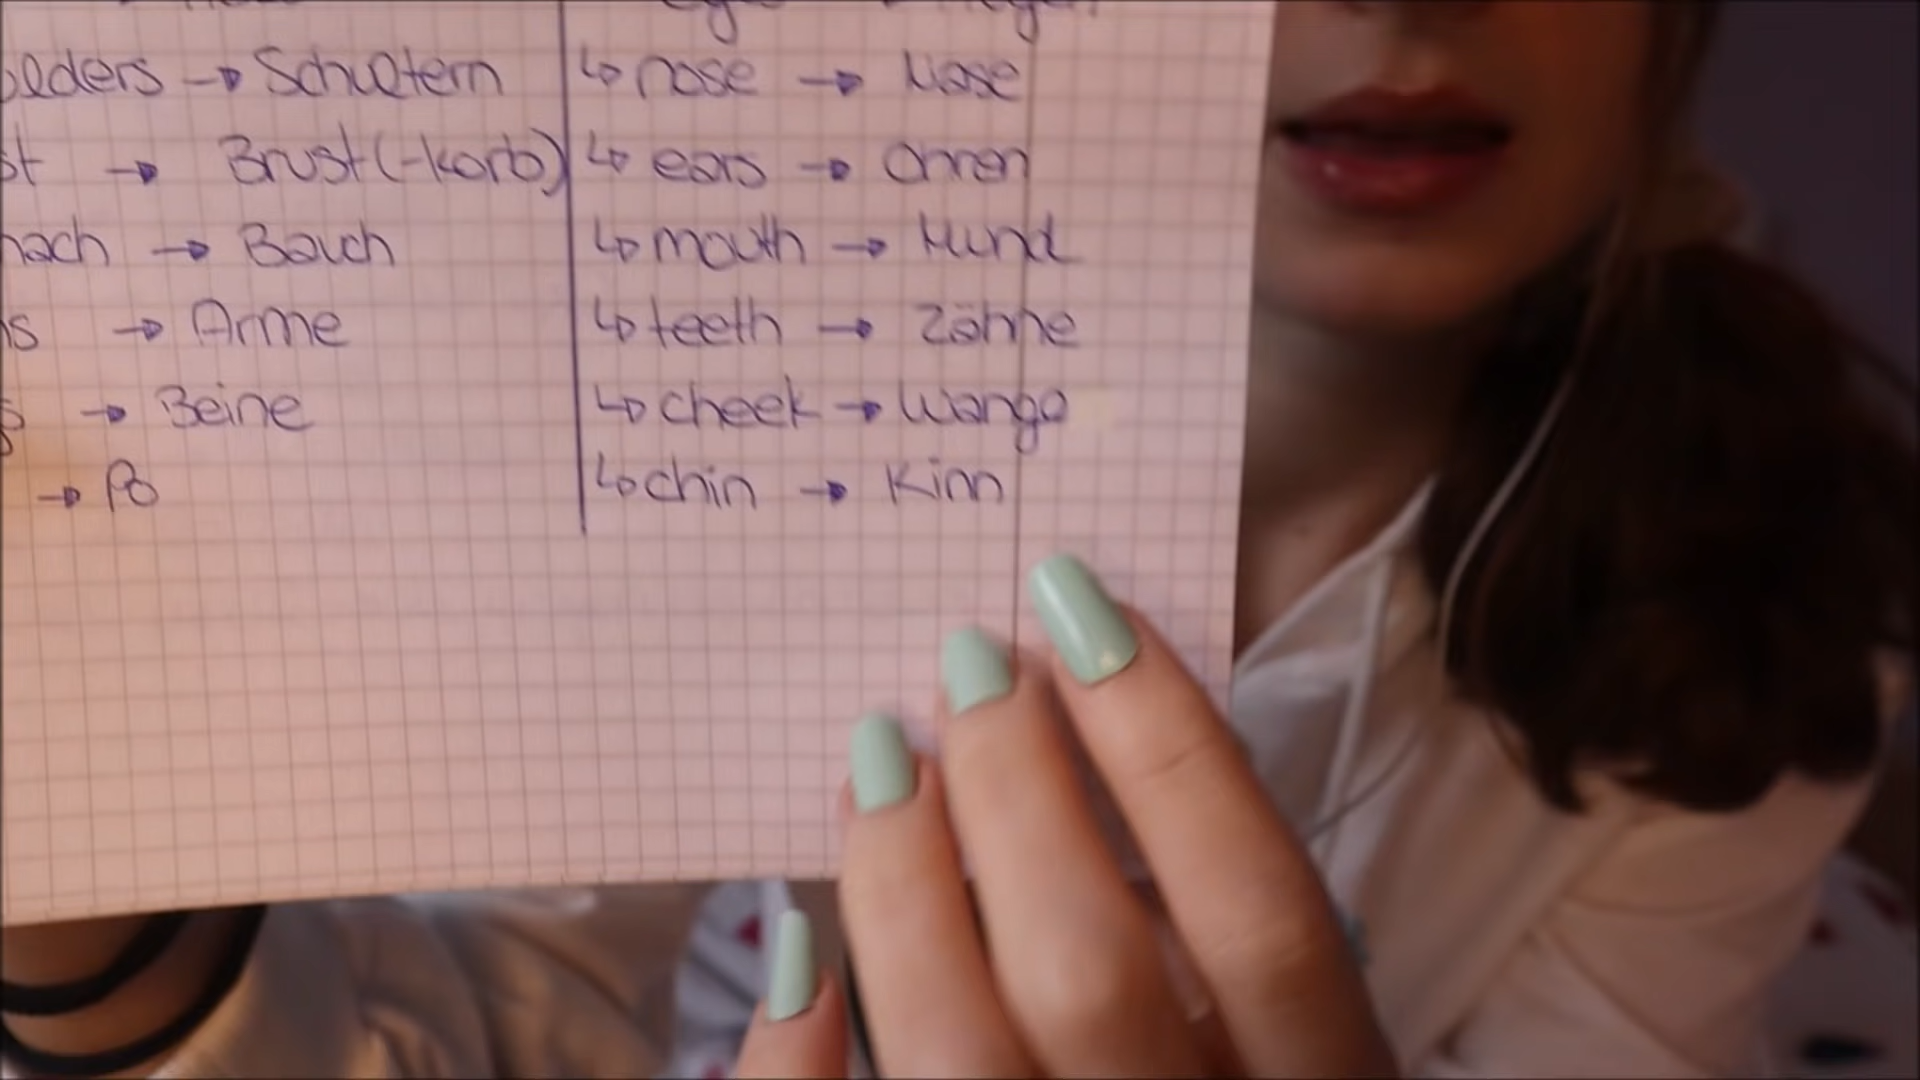 → Schultern
→ Brust(-korb)
→ Bauch
→ Arme
→ Beine
→ Po
↳ nose → Nase
↳ ears → Ohren
↳ mouth → Mund
↳ teeth → Zähne
↳ cheek → Wange
↳ chin → Kinn